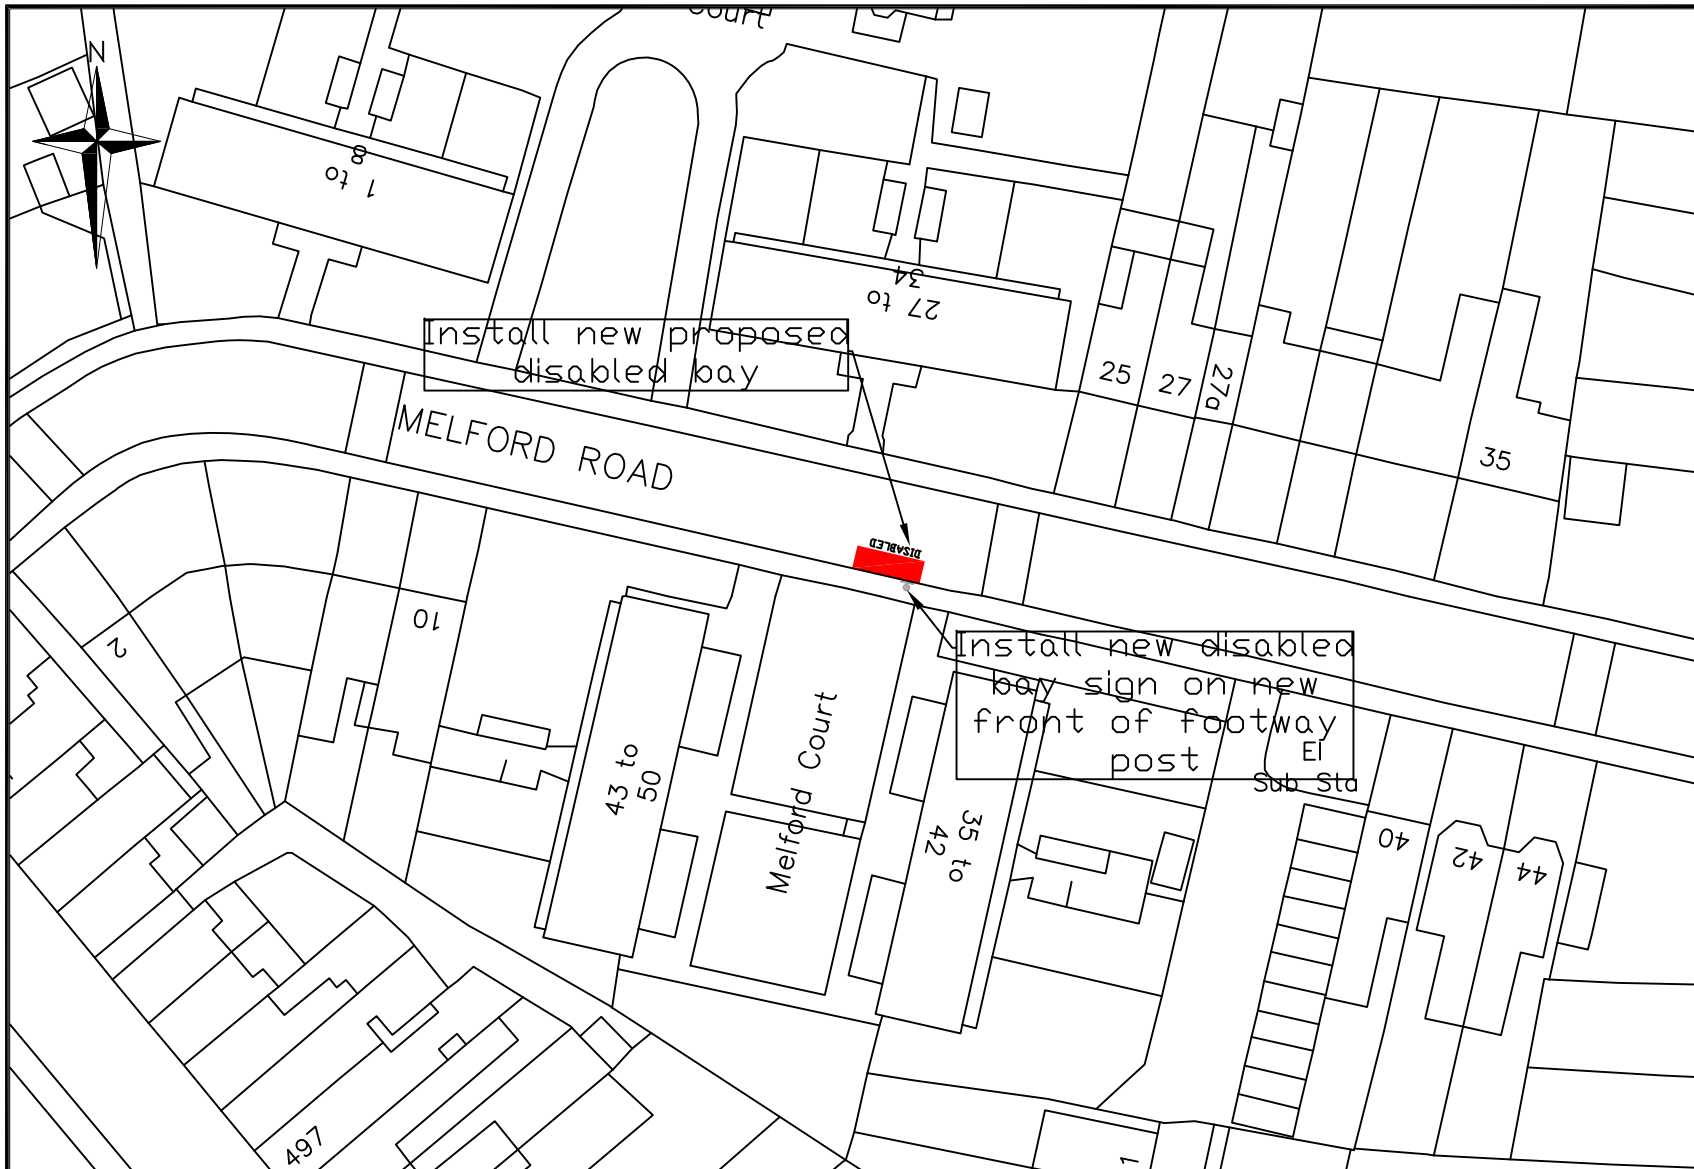 Court
N
1 to
8
27 to
34
Install new proposed
disabled bay
25
27
27a
35
MELFORD ROAD
DISABLED
2
10
Install new disabled
bay sign on new
front of footway
post
El
Sub Sta
43 to
50
Melford Court
35 to
42
40
42
44
497
1